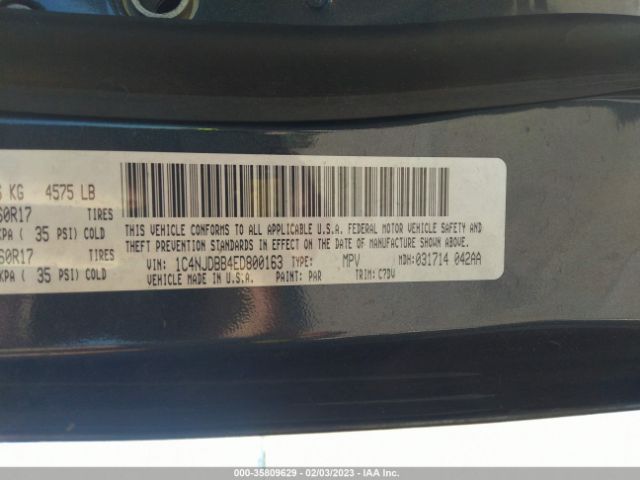 KG 4575 LB
60R17 TIRES
KPA ( 35 PSI) COLD
60R17 TIRES
KPA ( 35 PSI) COLD
THIS VEHICLE CONFORMS TO ALL APPLICABLE U.S.A. FEDERAL MOTOR VEHICLE SAFETY AND
THEFT PREVENTION STANDARDS IN EFFECT ON THE DATE OF MANUFACTURE SHOWN ABOVE.
VIN: 1C4NJDBB4ED800163 TYPE: MPV MDH:031714 042AA
VEHICLE MADE IN U.S.A. PAINT: PAR TRIM: C7DV
000-35809629 - 02/03/2023 - IAA Inc.